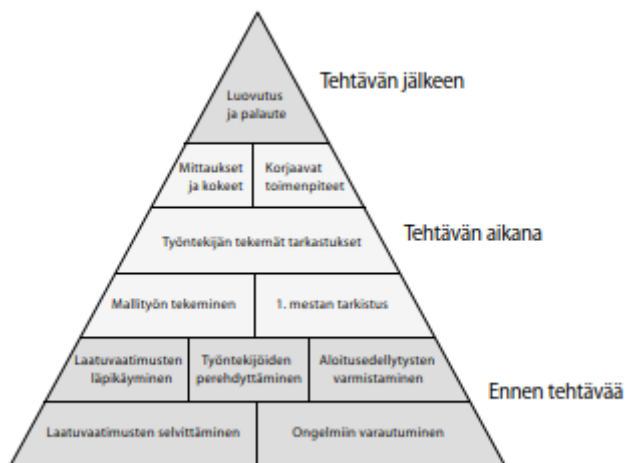 Tehtävän jälkeen
Luovutus
ja palaute
Mittaukset
ja kokeet
Korjaavat
toimenpiteet
Työntekijän tekemät tarkastukset
Tehtävän aikana
Mallityön tekeminen
1. mestan tarkistus
Laatuvaatimusten
läpikäyminen
Työntekijöiden
perehdyttäminen
Aloitusedellytysten
varmistaminen
Ennen tehtävää
Laatuvaatimusten selvittäminen
Ongelmiin varautuminen